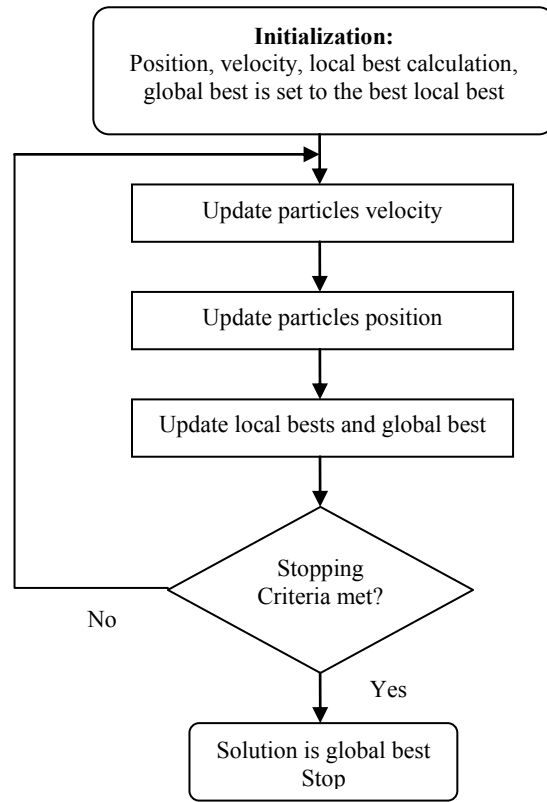 Initialization:
Position, velocity, local best calculation,
global best is set to the best local best
Update particles velocity
Update particles position
Update local bests and global best
Stopping
Criteria met?
No
Yes
Solution is global best
Stop